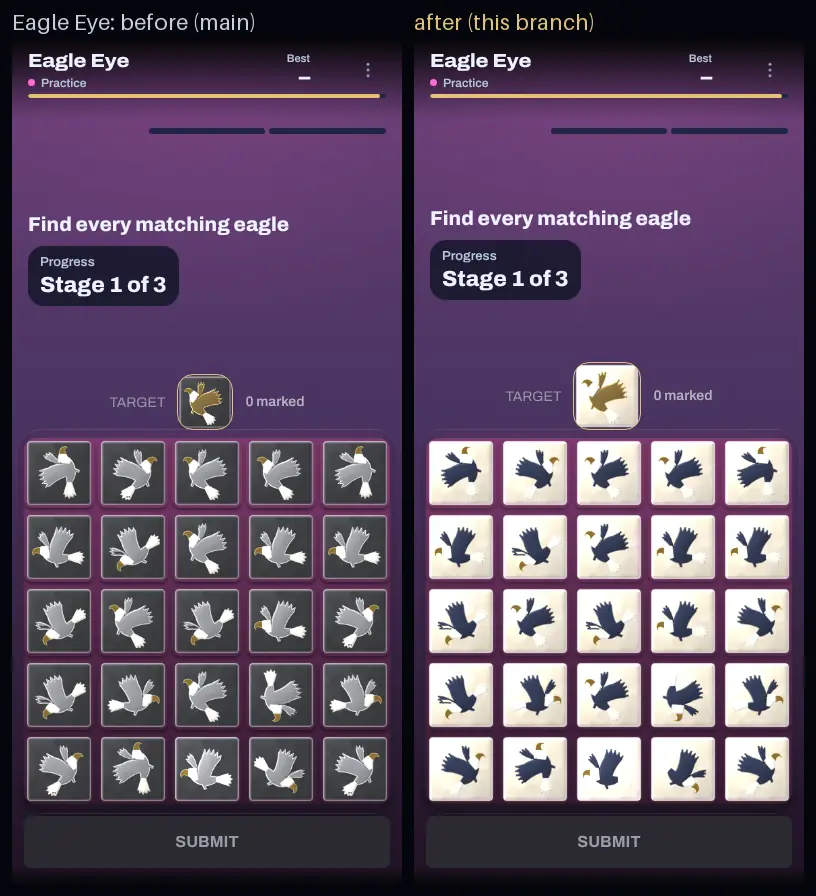 Eagle Eye: before (main)
Eagle Eye
Best
Practice
–
Find every matching eagle
Progress
Stage 1 of 3
TARGET
0 marked
SUBMIT
after (this branch)
Eagle Eye
Best
Practice
–
Find every matching eagle
Progress
Stage 1 of 3
TARGET
0 marked
SUBMIT